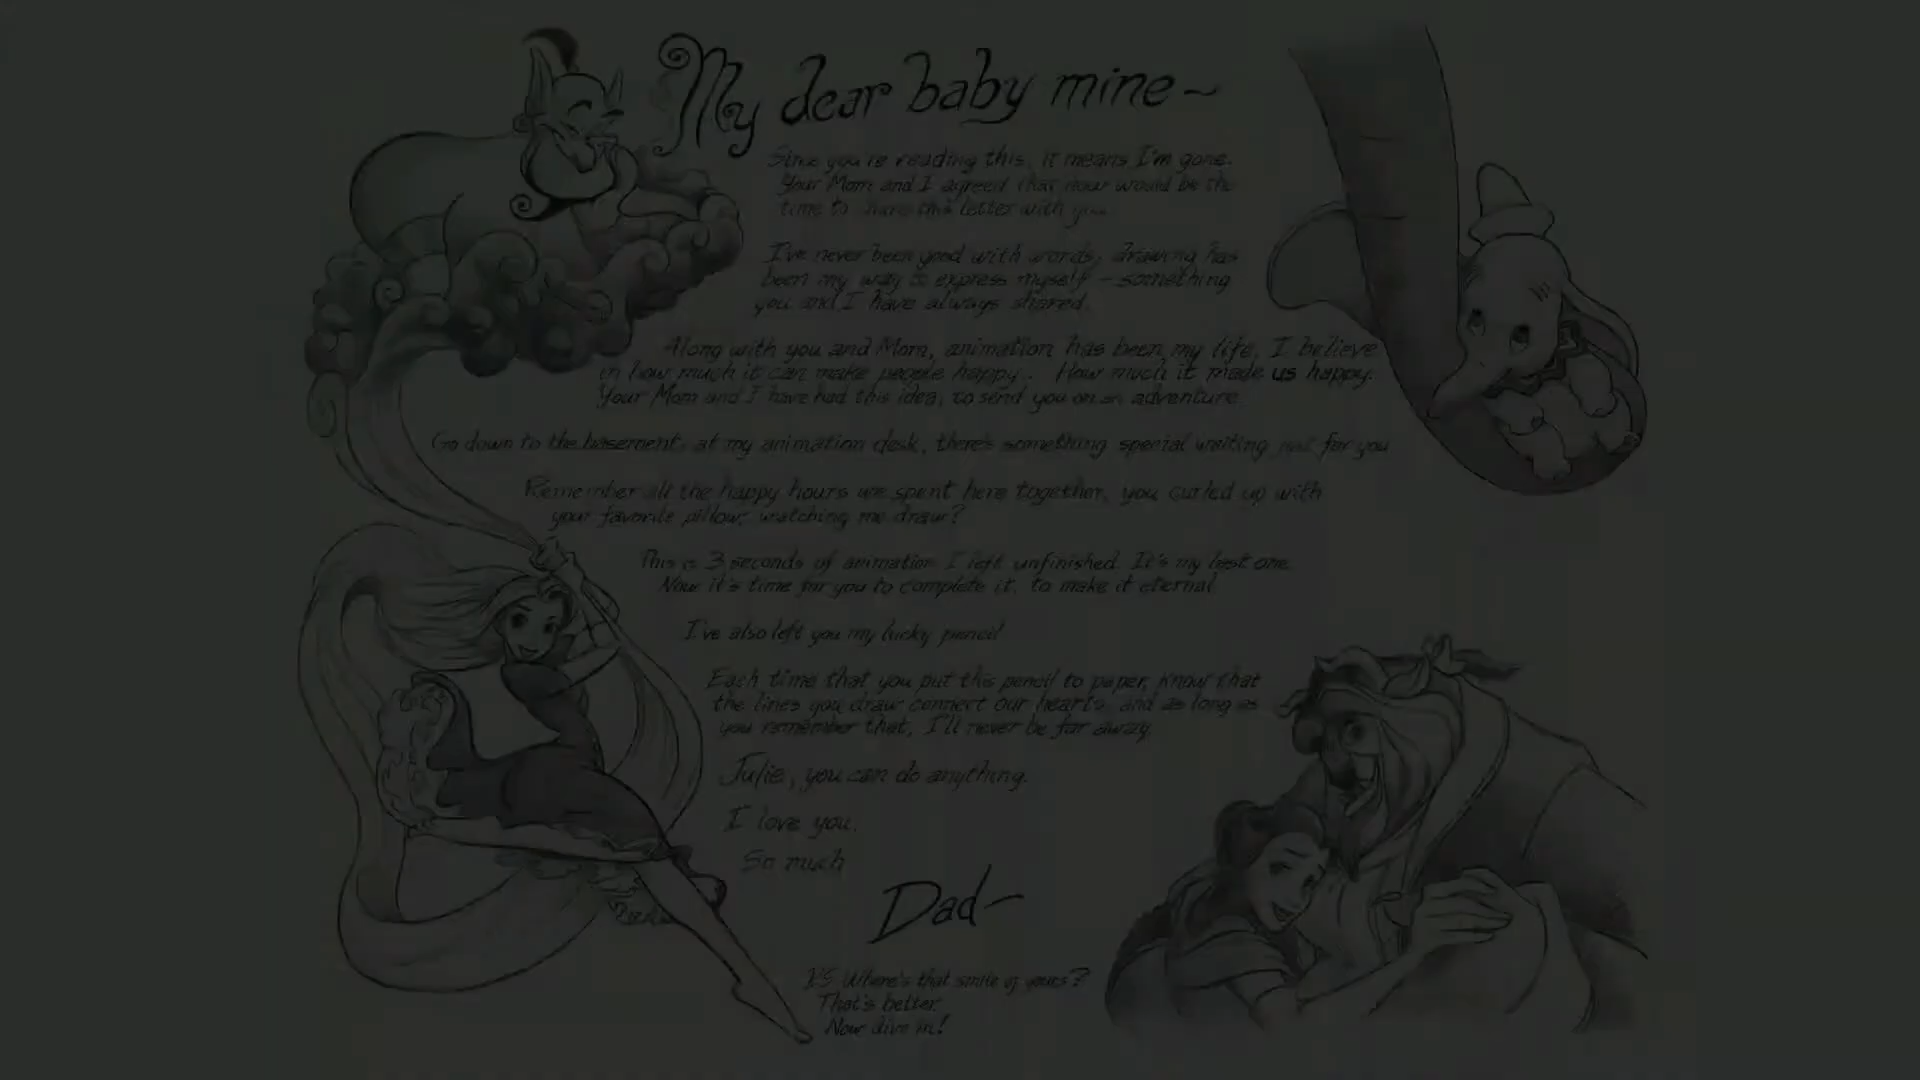 My dear baby mine ~
Since you're reading this, it means I'm gone.
Your Mom and I agreed that now would be the
time to share this letter with you.
I've never been good with words, drawing has
been my way to express myself - something
you and I have always shared.
Along with you and Mom, animation has been my life. I believe
in how much it can make people happy. How much it made us happy.
Your Mom and I have had this idea, to send you on an adventure.
Go down to the basement, at my animation desk, there's something special waiting just for you
Remember all the happy hours we spent here together, you curled up with
your favorite pillow, watching me draw?
This is 3 seconds of animation I left unfinished. It's my last one.
Now it's time for you to complete it, to make it eternal.
I've also left you my lucky pencil
Each time that you put this pencil to paper, know that
the lines you draw connect our hearts, and as long as
you remember that, I'll never be far away.
Julie, you can do anything.
I love you.
So much
Dad-
P.S Where's that smile of yours?
That's better.
Now dive in!